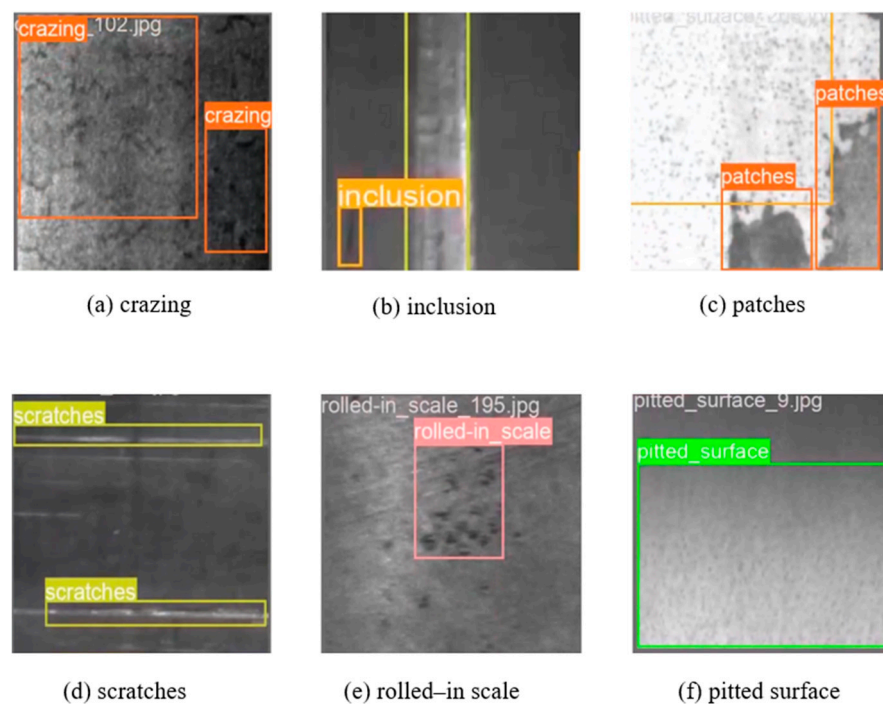 _102.jpg
crazing
crazing
inclusion
patches
patches
(a) crazing
(b) inclusion
(c) patches
scratches
scratches
rolled-in_scale_195.jpg
rolled-in_scale
pitted_surface_9.jpg
pitted_surface
(d) scratches
(e) rolled–in scale
(f) pitted surface